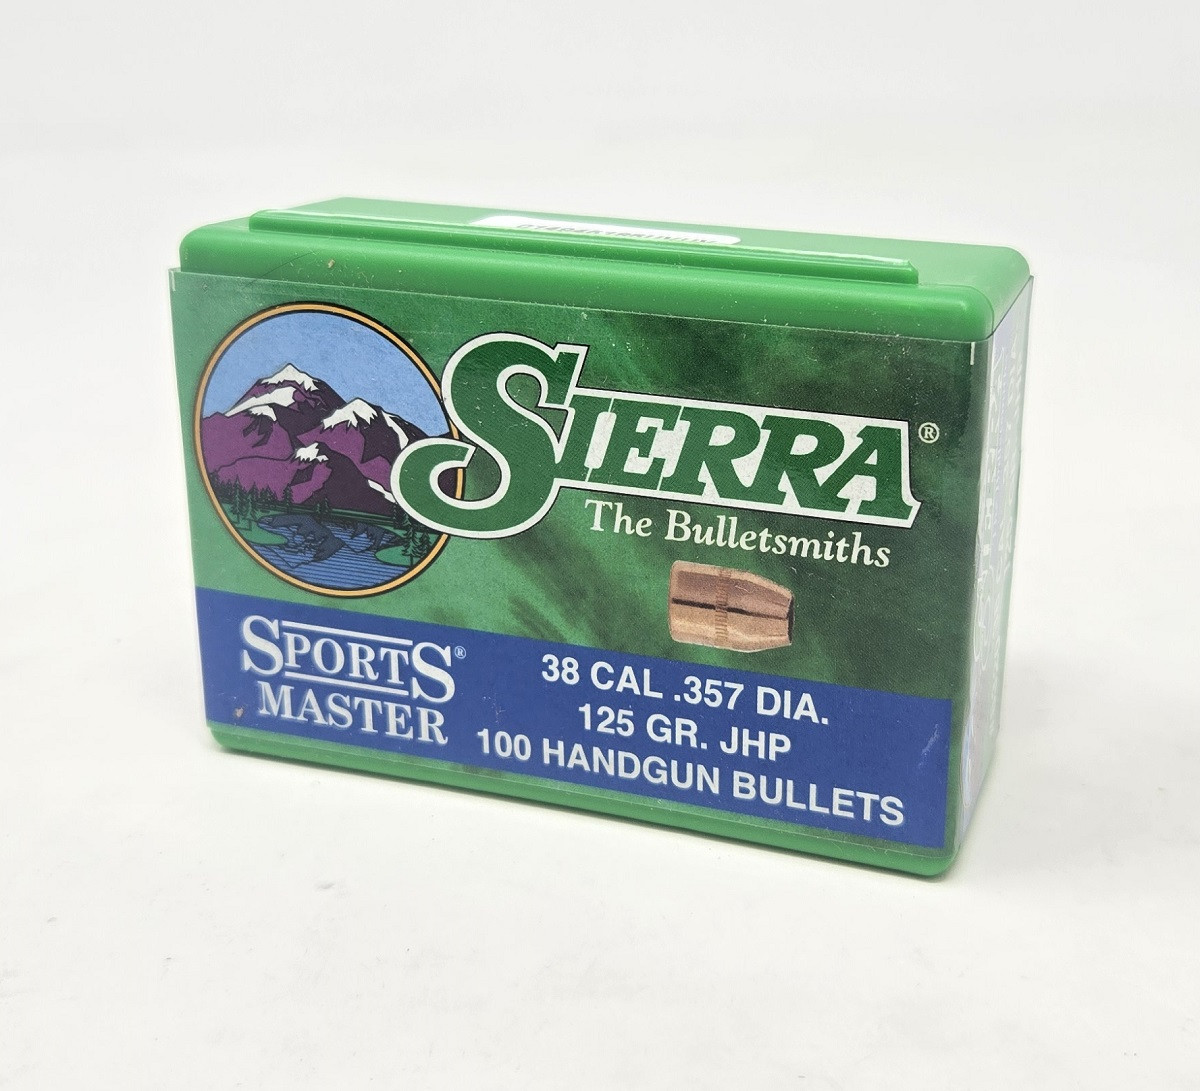 SIERRA®
The Bulletsmiths
SPORTS®
MASTER
38 CAL .357 DIA.
125 GR. JHP
100 HANDGUN BULLETS